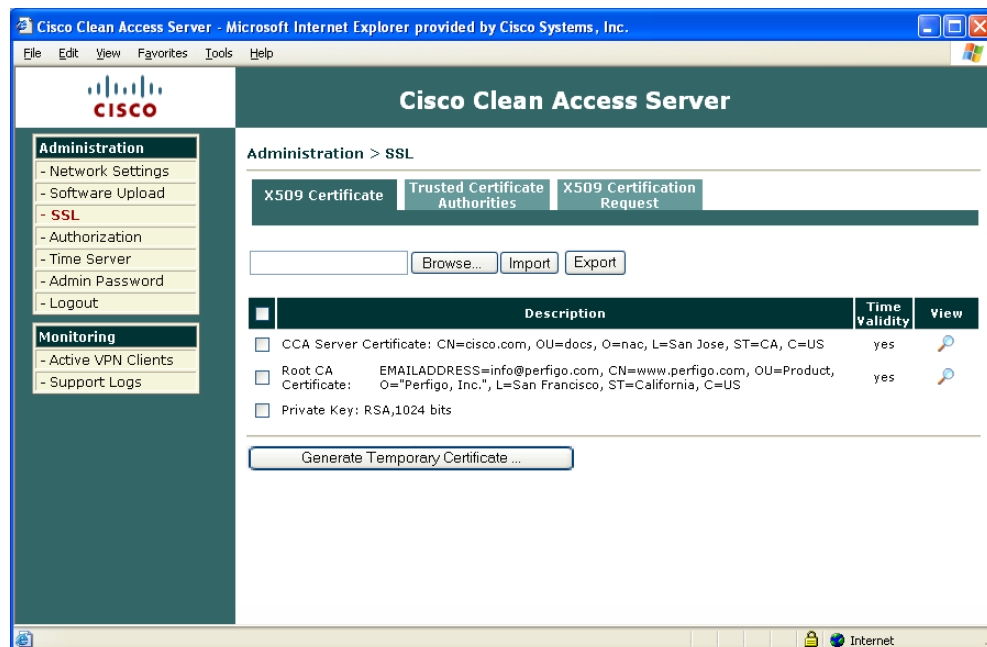 Cisco Clean Access Server - Microsoft Internet Explorer provided by Cisco Systems, Inc.
File Edit View Favorites Tools Help
CISCO
Cisco Clean Access Server
Administration
- Network Settings
- Software Upload
- SSL
- Authorization
- Time Server
- Admin Password
- Logout
Monitoring
- Active VPN Clients
- Support Logs
Administration > SSL
X509 Certificate
Trusted Certificate
Authorities
X509 Certification
Request
Browse... Import Export
Description
Time
Validity
View
CCA Server Certificate: CN=cisco.com, OU=docs, O=nac, L=San Jose, ST=CA, C=US yes
Root CA
Certificate:
EMAILADDRESS=info@perfigo.com, CN=www.perfigo.com, OU=Product,
O="Perfigo, Inc.", L=San Francisco, ST=California, C=US
yes
Private Key: RSA,1024 bits
Generate Temporary Certificate ...
Internet